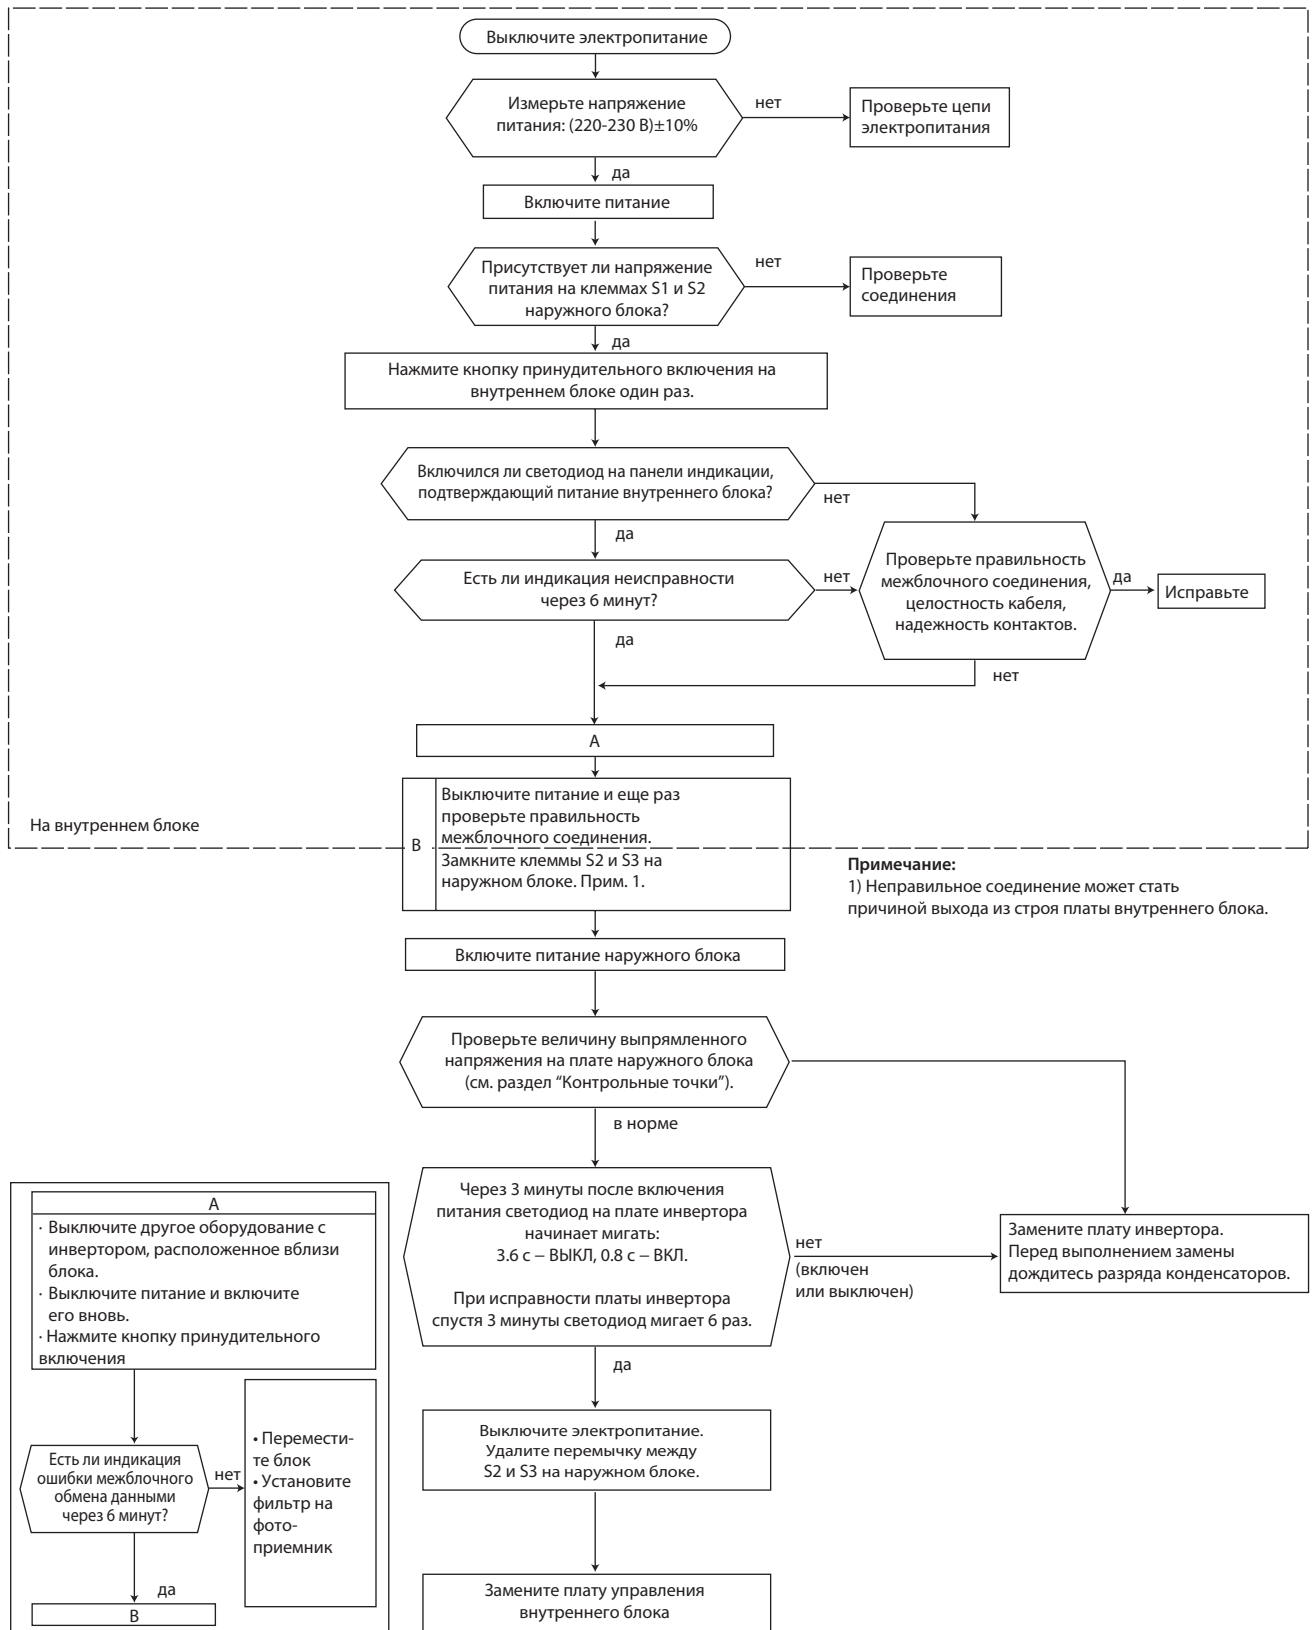 Выключите электропитание
Измерьте напряжение
питания: (220-230 В)±10%
нет
Проверьте цепи
электропитания
да
Включите питание
Присутствует ли напряжение
питания на клеммах S1 и S2
наружного блока?
нет
Проверьте
соединения
да
Нажмите кнопку принудительного включения на
внутреннем блоке один раз.
Включился ли светодиод на панели индикации,
подтверждающий питание внутреннего блока?
нет
да
Проверьте правильность
межблочного соединения,
целостность кабеля,
надежность контактов.
да
Исправьте
Есть ли индикация неисправности
через 6 минут?
нет
да
нет
A
B
Выключите питание и еще раз
проверьте правильность
межблочного соединения.
Замкните клеммы S2 и S3 на
наружном блоке. Прим. 1.
На внутреннем блоке
Примечание:
1) Неправильное соединение может стать
причиной выхода из строя платы внутреннего блока.
Включите питание наружного блока
Проверьте величину выпрямленного
напряжения на плате наружного блока
(см. раздел “Контрольные точки”).
в норме
Через 3 минуты после включения
питания светодиод на плате инвертора
начинает мигать:
3.6 с – ВЫКЛ, 0.8 с – ВКЛ.
При исправности платы инвертора
спустя 3 минуты светодиод мигает 6 раз.
нет
(включен
или выключен)
Замените плату инвертора.
Перед выполнением замены
дождитесь разряда конденсаторов.
да
Выключите электропитание.
Удалите перемычку между
S2 и S3 на наружном блоке.
Замените плату управления
внутреннего блока
A
· Выключите другое оборудование с
инвертором, расположенное вблизи
блока.
· Выключите питание и включите
его вновь.
· Нажмите кнопку принудительного
включения
Есть ли индикация
ошибки межблочного
обмена данными
через 6 минут?
нет
• Перемести-
те блок
• Установите
фильтр на
фото-
приемник
да
B